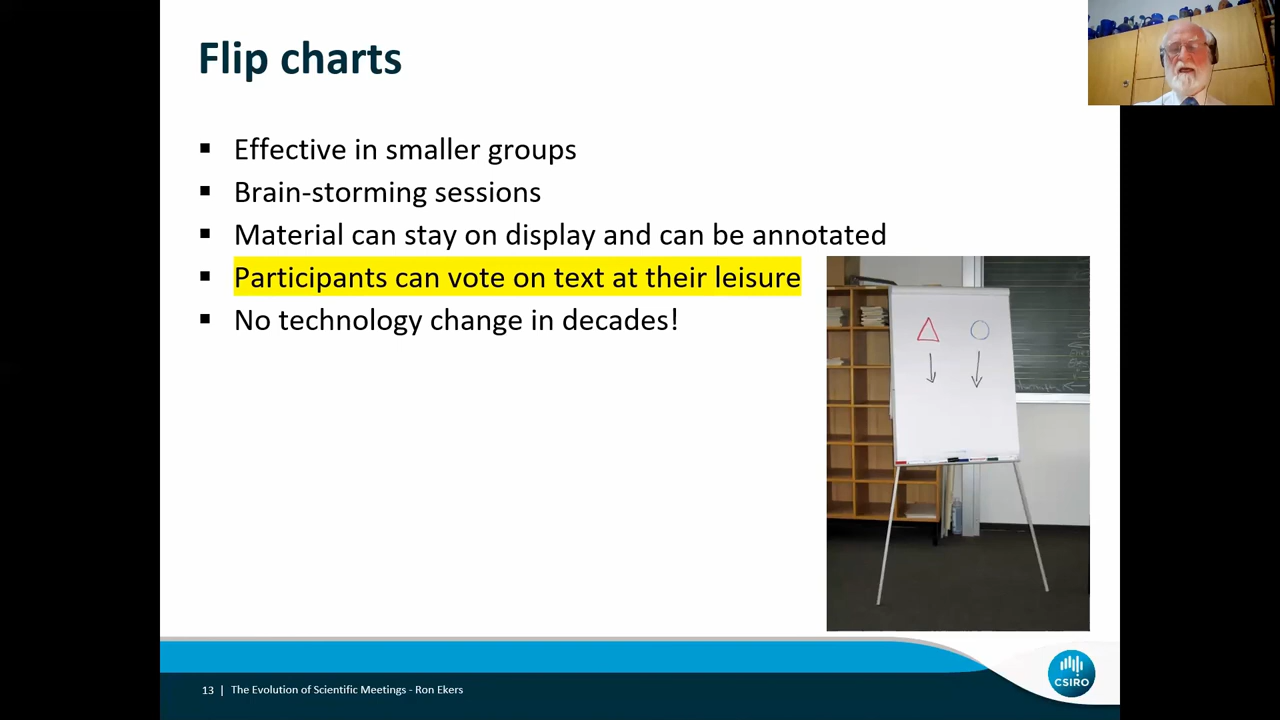 Flip charts
▪ Effective in smaller groups
▪ Brain-storming sessions
▪ Material can stay on display and can be annotated
▪ Participants can vote on text at their leisure
▪ No technology change in decades!
13 | The Evolution of Scientific Meetings - Ron Ekers
CSIRO